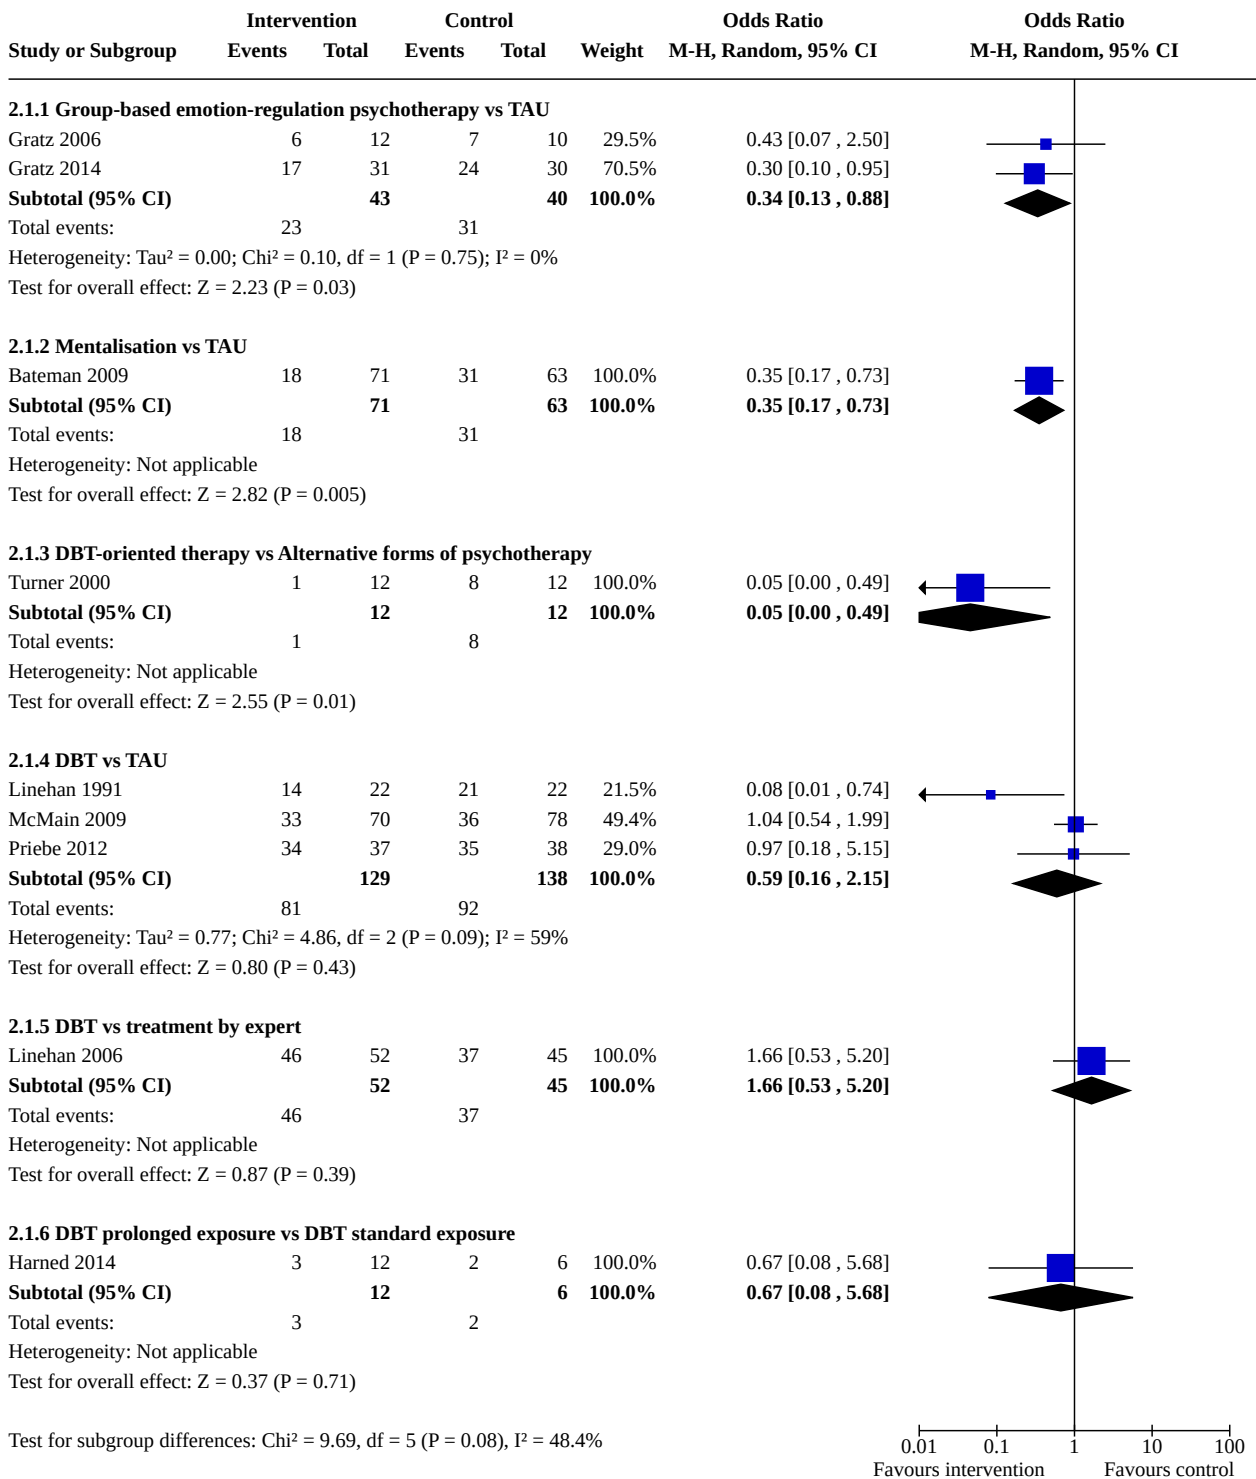 Intervention Control Odds Ratio Odds Ratio
Study or Subgroup Events Total Events Total Weight M-H, Random, 95% CI M-H, Random, 95% CI
2.1.1 Group-based emotion-regulation psychotherapy vs TAU
Gratz 2006 6 12 7 10 29.5% 0.43 [0.07 , 2.50]
Gratz 2014 17 31 24 30 70.5% 0.30 [0.10 , 0.95]
Subtotal (95% CI) 43 40 100.0% 0.34 [0.13 , 0.88]
Total events: 23 31
Heterogeneity: Tau² = 0.00; Chi² = 0.10, df = 1 (P = 0.75); I² = 0%
Test for overall effect: Z = 2.23 (P = 0.03)
2.1.2 Mentalisation vs TAU
Bateman 2009 18 71 31 63 100.0% 0.35 [0.17 , 0.73]
Subtotal (95% CI) 71 63 100.0% 0.35 [0.17 , 0.73]
Total events: 18 31
Heterogeneity: Not applicable
Test for overall effect: Z = 2.82 (P = 0.005)
2.1.3 DBT-oriented therapy vs Alternative forms of psychotherapy
Turner 2000 1 12 8 12 100.0% 0.05 [0.00 , 0.49]
Subtotal (95% CI) 12 12 100.0% 0.05 [0.00 , 0.49]
Total events: 1 8
Heterogeneity: Not applicable
Test for overall effect: Z = 2.55 (P = 0.01)
2.1.4 DBT vs TAU
Linehan 1991 14 22 21 22 21.5% 0.08 [0.01 , 0.74]
McMain 2009 33 70 36 78 49.4% 1.04 [0.54 , 1.99]
Priebe 2012 34 37 35 38 29.0% 0.97 [0.18 , 5.15]
Subtotal (95% CI) 129 138 100.0% 0.59 [0.16 , 2.15]
Total events: 81 92
Heterogeneity: Tau² = 0.77; Chi² = 4.86, df = 2 (P = 0.09); I² = 59%
Test for overall effect: Z = 0.80 (P = 0.43)
2.1.5 DBT vs treatment by expert
Linehan 2006 46 52 37 45 100.0% 1.66 [0.53 , 5.20]
Subtotal (95% CI) 52 45 100.0% 1.66 [0.53 , 5.20]
Total events: 46 37
Heterogeneity: Not applicable
Test for overall effect: Z = 0.87 (P = 0.39)
2.1.6 DBT prolonged exposure vs DBT standard exposure
Harned 2014 3 12 2 6 100.0% 0.67 [0.08 , 5.68]
Subtotal (95% CI) 12 6 100.0% 0.67 [0.08 , 5.68]
Total events: 3 2
Heterogeneity: Not applicable
Test for overall effect: Z = 0.37 (P = 0.71)
Test for subgroup differences: Chi² = 9.69, df = 5 (P = 0.08), I² = 48.4%
0.01 0.1 1 10 100
Favours intervention Favours control